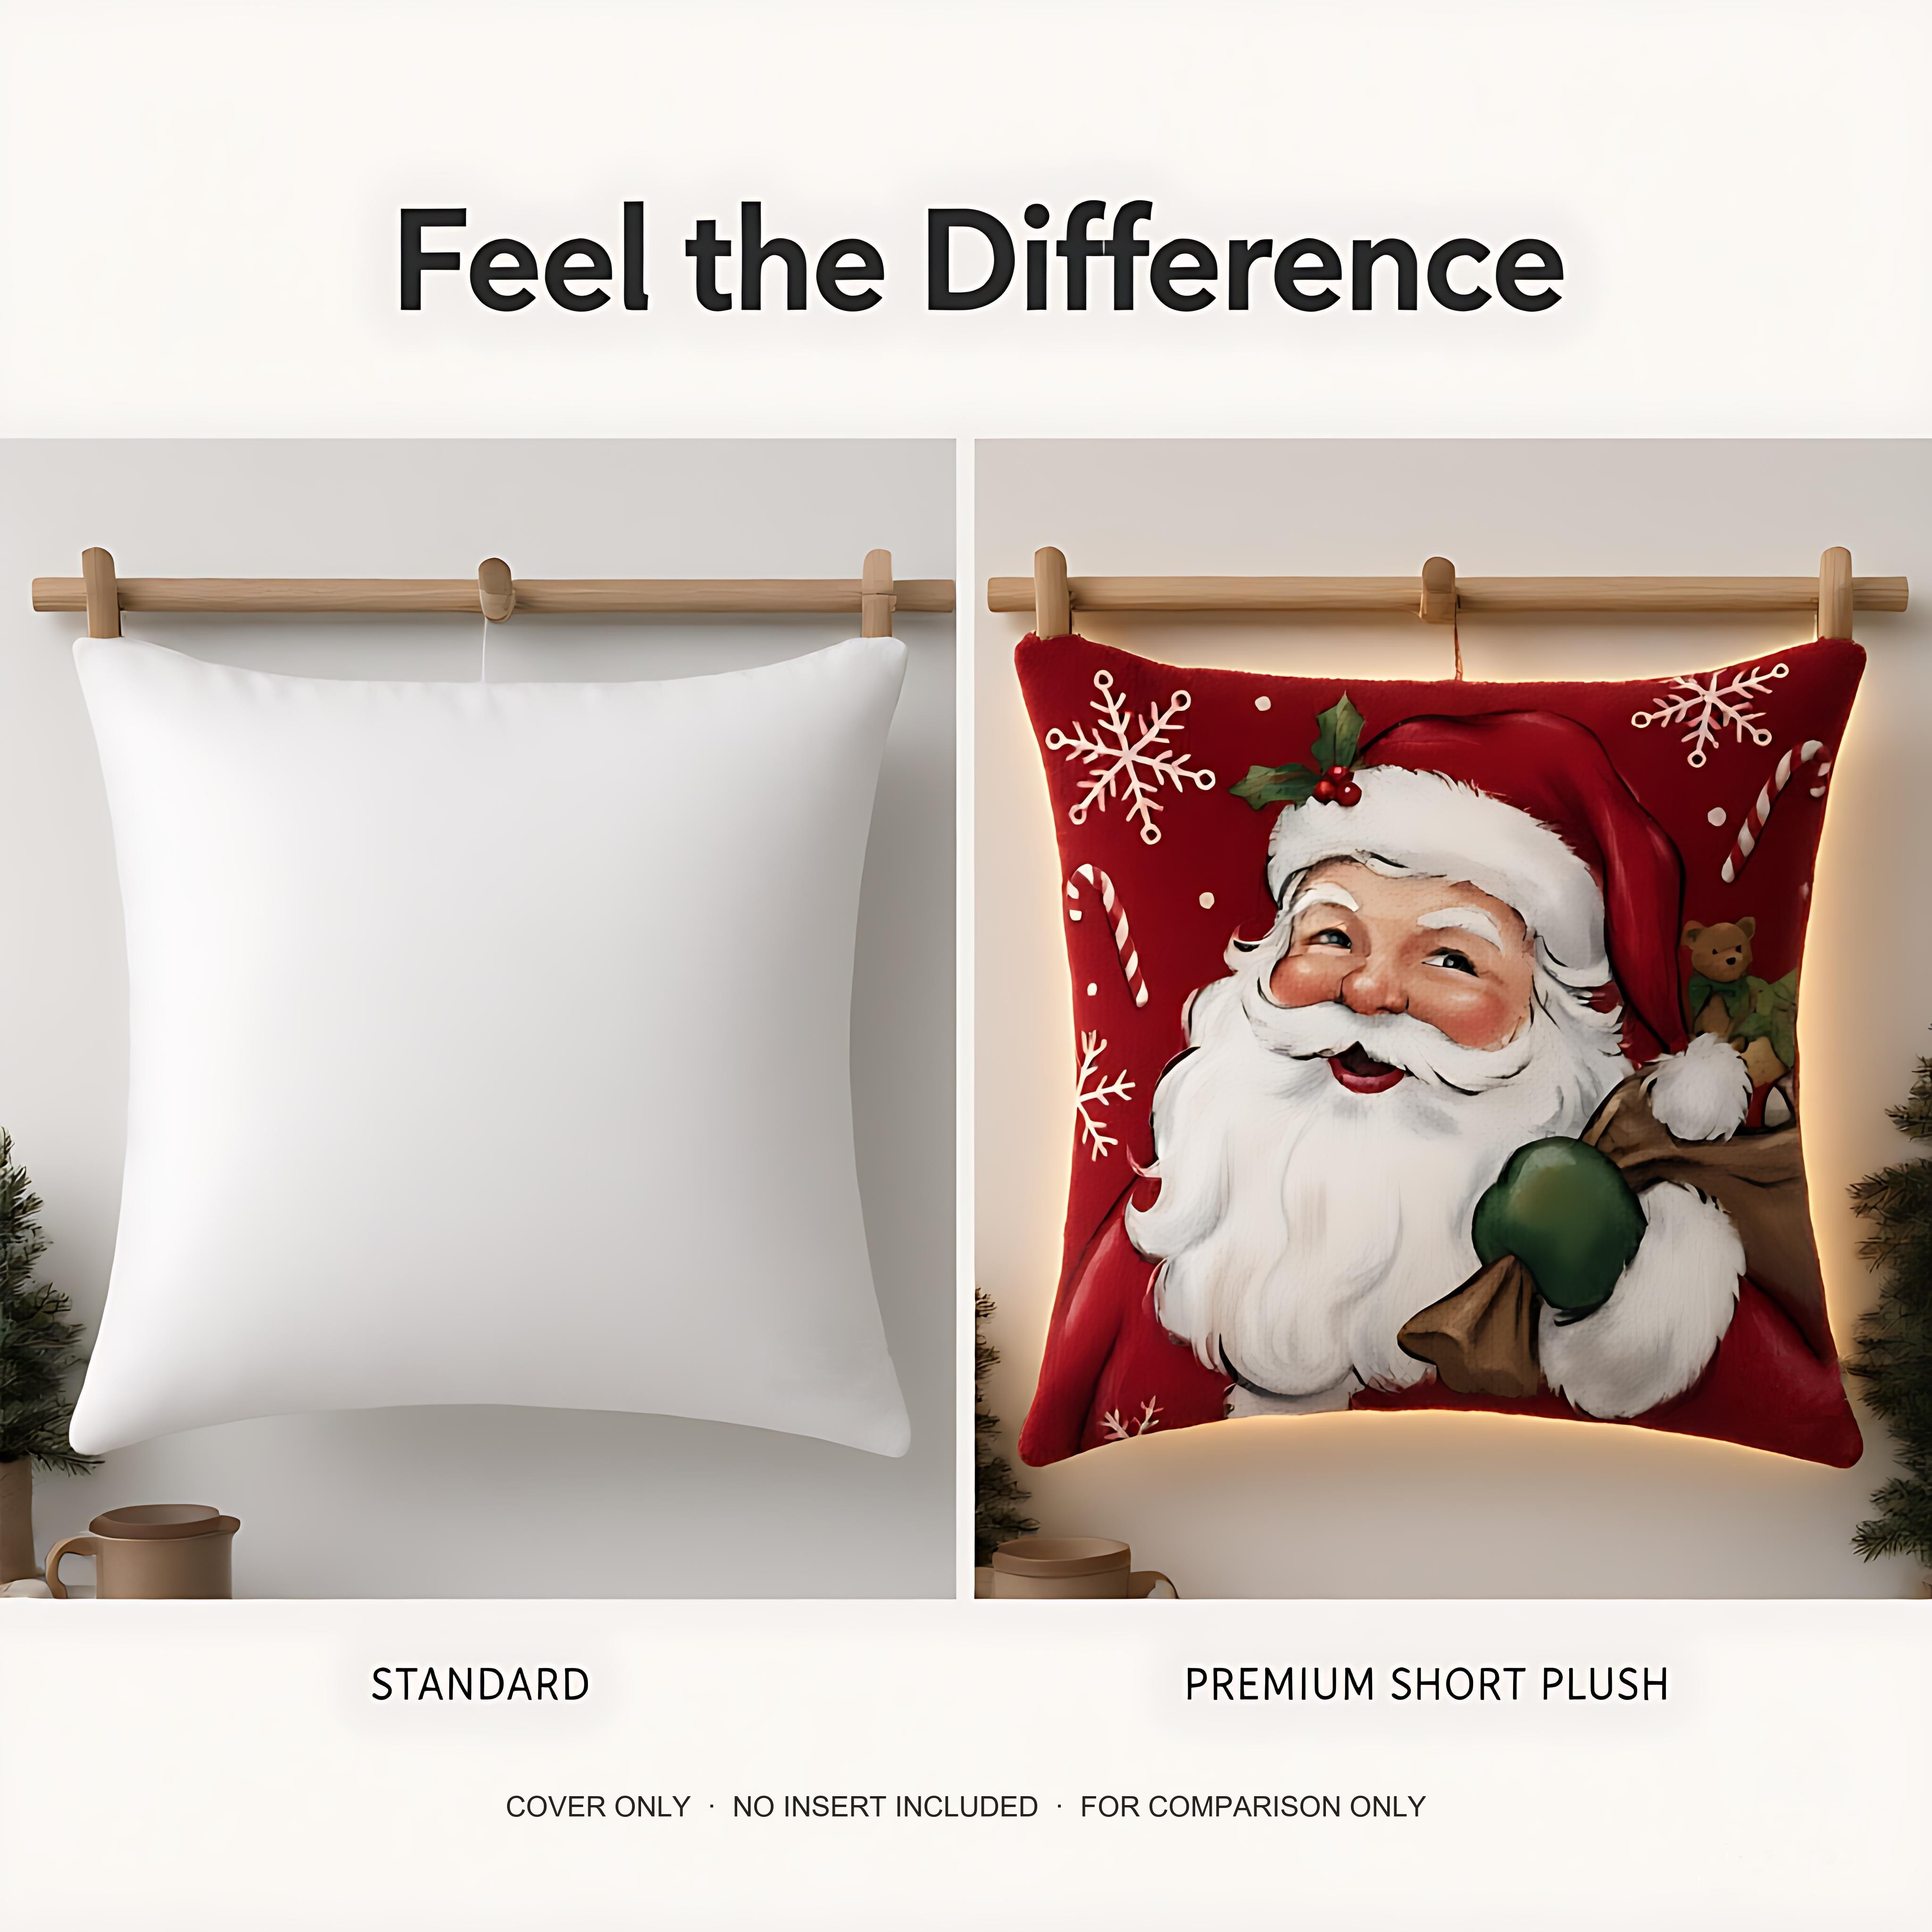 Feel the Difference
STANDARD
PREMIUM SHORT PLUSH
COVER ONLY · NO INSERT INCLUDED · FOR COMPARISON ONLY